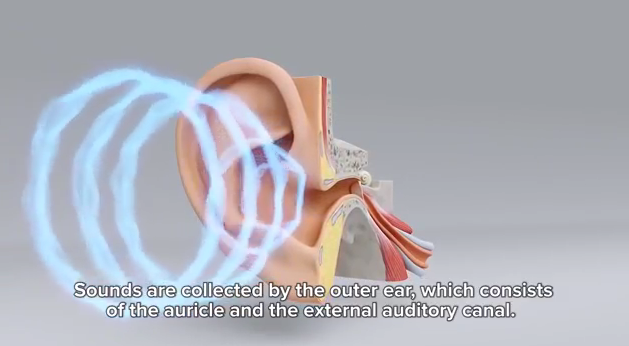 Sounds are collected by the outer ear, which consists
of the auricle and the external auditory canal.